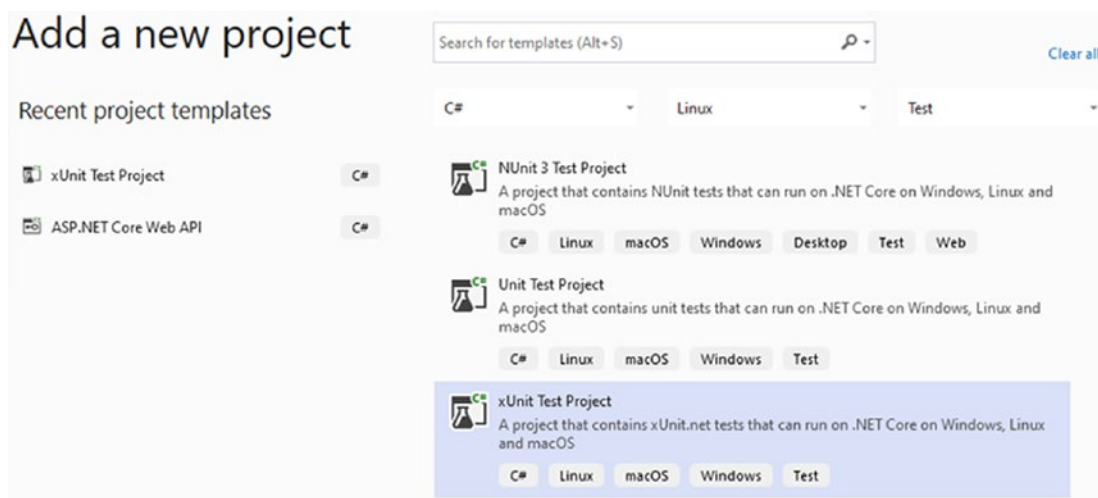 Add a new project
Search for templates (Alt+S)
Clear all
Recent project templates
C# Linux Test
xUnit Test Project C#
ASP.NET Core Web API C#
NUnit 3 Test Project
A project that contains NUnit tests that can run on .NET Core on Windows, Linux and
macOS
C# Linux macOS Windows Desktop Test Web
Unit Test Project
A project that contains unit tests that can run on .NET Core on Windows, Linux and
macOS
C# Linux macOS Windows Test
xUnit Test Project
A project that contains xUnit.net tests that can run on .NET Core on Windows, Linux
and macOS
C# Linux macOS Windows Test